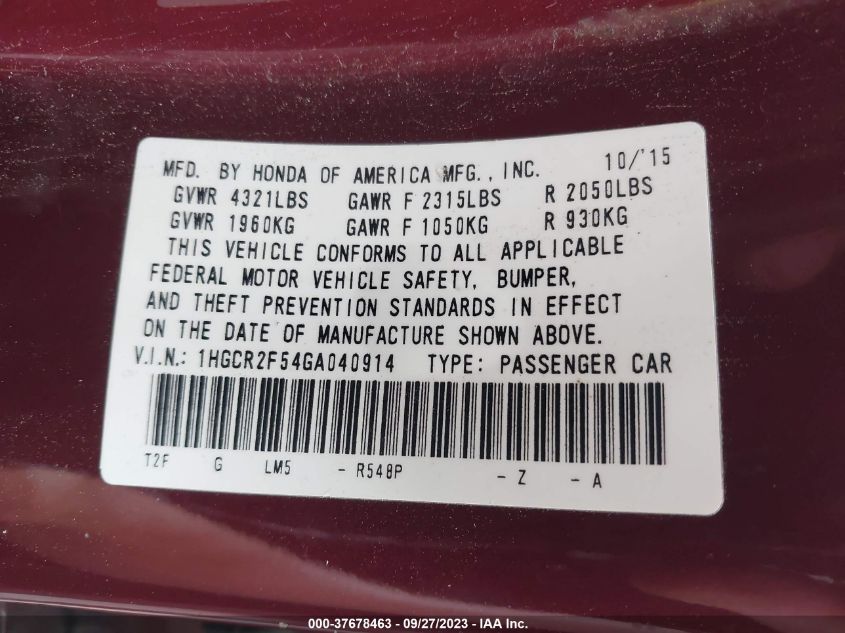 MFD. BY HONDA OF AMERICA MFG., INC. 10/'15
GVWR 4321LBS GAWR F 2315LBS R 2050LBS
GVWR 1960KG GAWR F 1050KG R 930KG
THIS VEHICLE CONFORMS TO ALL APPLICABLE
FEDERAL MOTOR VEHICLE SAFETY, BUMPER,
AND THEFT PREVENTION STANDARDS IN EFFECT
ON THE DATE OF MANUFACTURE SHOWN ABOVE.
V.I.N.: 1HGCR2F54GA040914 TYPE: PASSENGER CAR
T2F G LM5 - R548P - Z - A
000-37678463 - 09/27/2023 - IAA Inc.